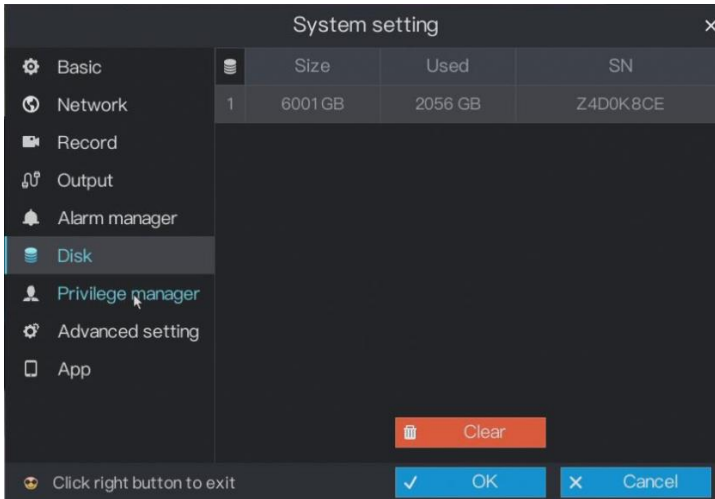 System setting
Basic
Network
Record
Output
Alarm manager
Disk
Privilege manager
Advanced setting
App
Size Used SN
1 6001GB 2056 GB Z4D0K8CE
Clear
Click right button to exit
OK
Cancel